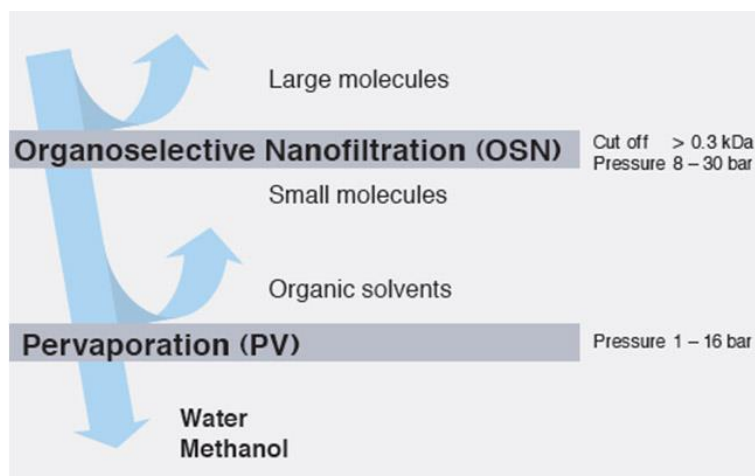 Large molecules
Organoselective Nanofiltration (OSN)
Cut off > 0.3 kDa
Pressure 8 – 30 bar
Small molecules
Organic solvents
Pervaporation (PV)
Pressure 1 – 16 bar
Water
Methanol